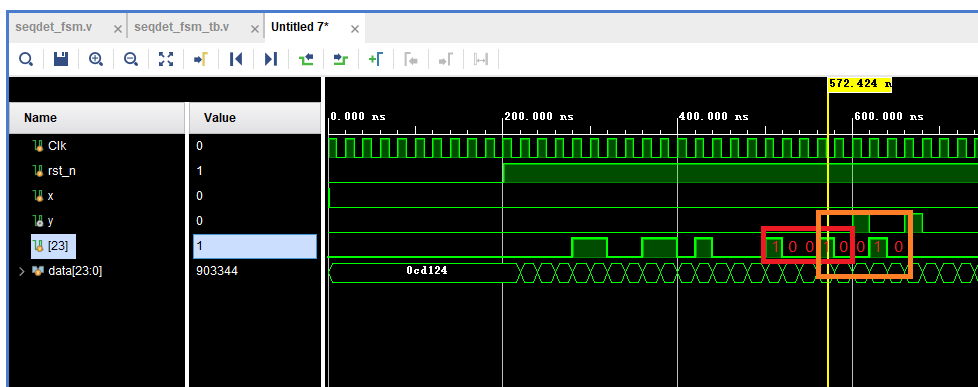 seqdet_fsm.v × seqdet_fsm_tb.v × Untitled 7* ×
572.424 n
Name Value
0.000 ns 200.000 ns 400.000 ns 600.000 ns
Clk 0
rst_n 1
x 0
y 0
[23] 1 1 0 0 0 0 1 0
data[23:0] 903344 0cd124